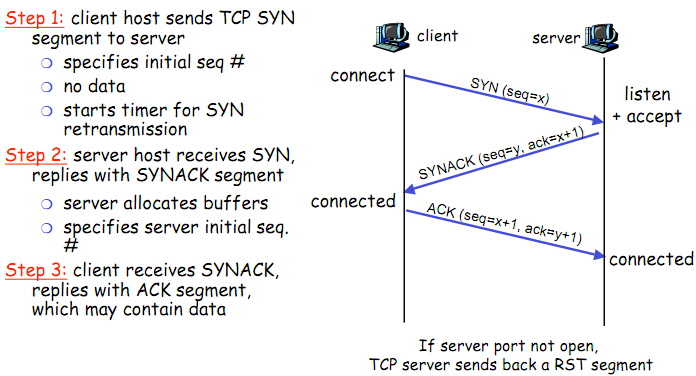 Step 1: client host sends TCP SYN
segment to server
specifies initial seq #
no data
starts timer for SYN
retransmission
Step 2: server host receives SYN,
replies with SYNACK segment
server allocates buffers
specifies server initial seq.
#
Step 3: client receives SYNACK,
replies with ACK segment,
which may contain data
client
server
connect
SYN (seq=x)
listen
+ accept
SYNACK (seq=y, ack=x+1)
connected
ACK (seq=x+1, ack=y+1)
connected
If server port not open,
TCP server sends back a RST segment